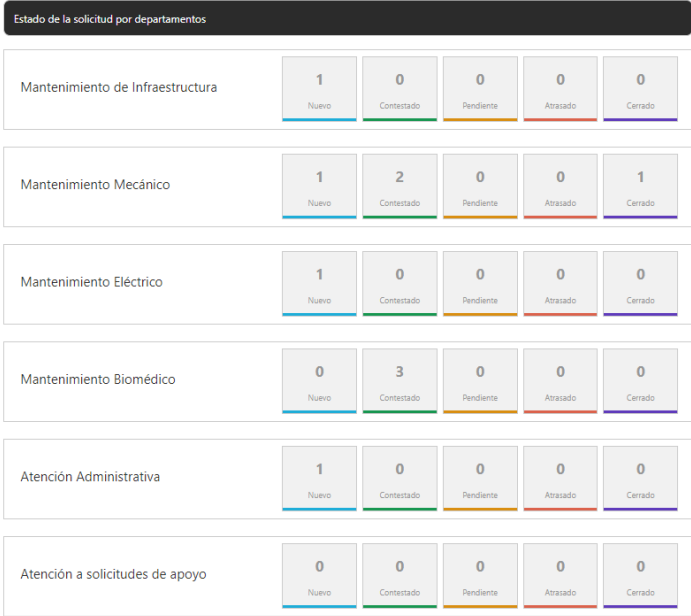 Estado de la solicitud por departamentos
Mantenimiento de Infraestructura
1 0 0 0 0
Nuevo Contestado Pendiente Atrasado Cerrado
Mantenimiento Mecánico
1 2 0 0 1
Nuevo Contestado Pendiente Atrasado Cerrado
Mantenimiento Eléctrico
1 0 0 0 0
Nuevo Contestado Pendiente Atrasado Cerrado
Mantenimiento Biomédico
0 3 0 0 0
Nuevo Contestado Pendiente Atrasado Cerrado
Atención Administrativa
1 0 0 0 0
Nuevo Contestado Pendiente Atrasado Cerrado
Atención a solicitudes de apoyo
0 0 0 0 0
Nuevo Contestado Pendiente Atrasado Cerrado